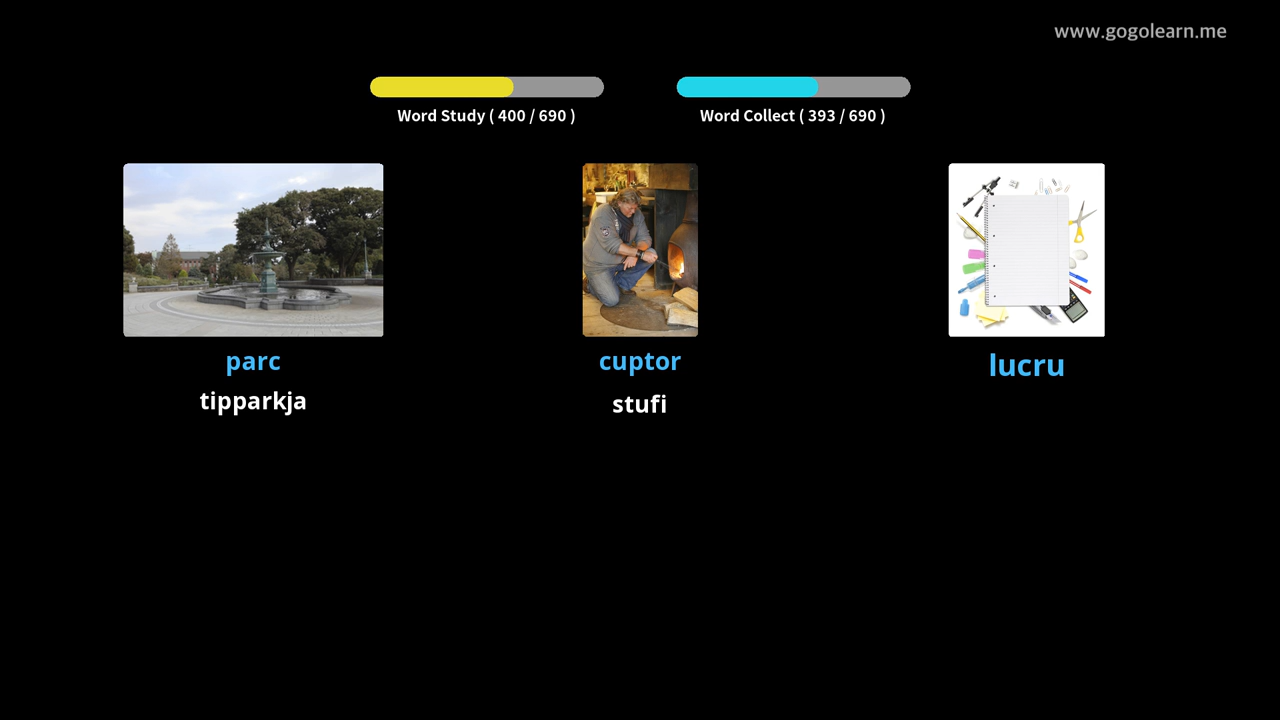 www.gogolearn.me
Word Study ( 400 / 690 )
Word Collect ( 393 / 690 )
parc
tipparkja
cuptor
stufi
lucru